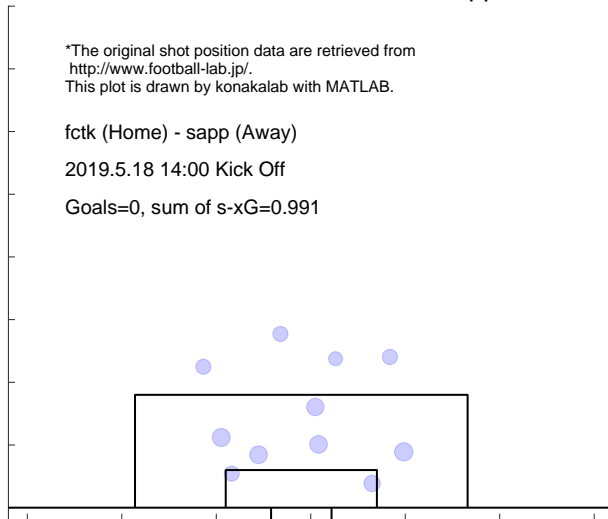 *The original shot position data are retrieved from
http://www.football-lab.jp/.
This plot is drawn by konakalab with MATLAB.
fctk (Home) - sapp (Away)
2019.5.18 14:00 Kick Off
Goals=0, sum of s-xG=0.991